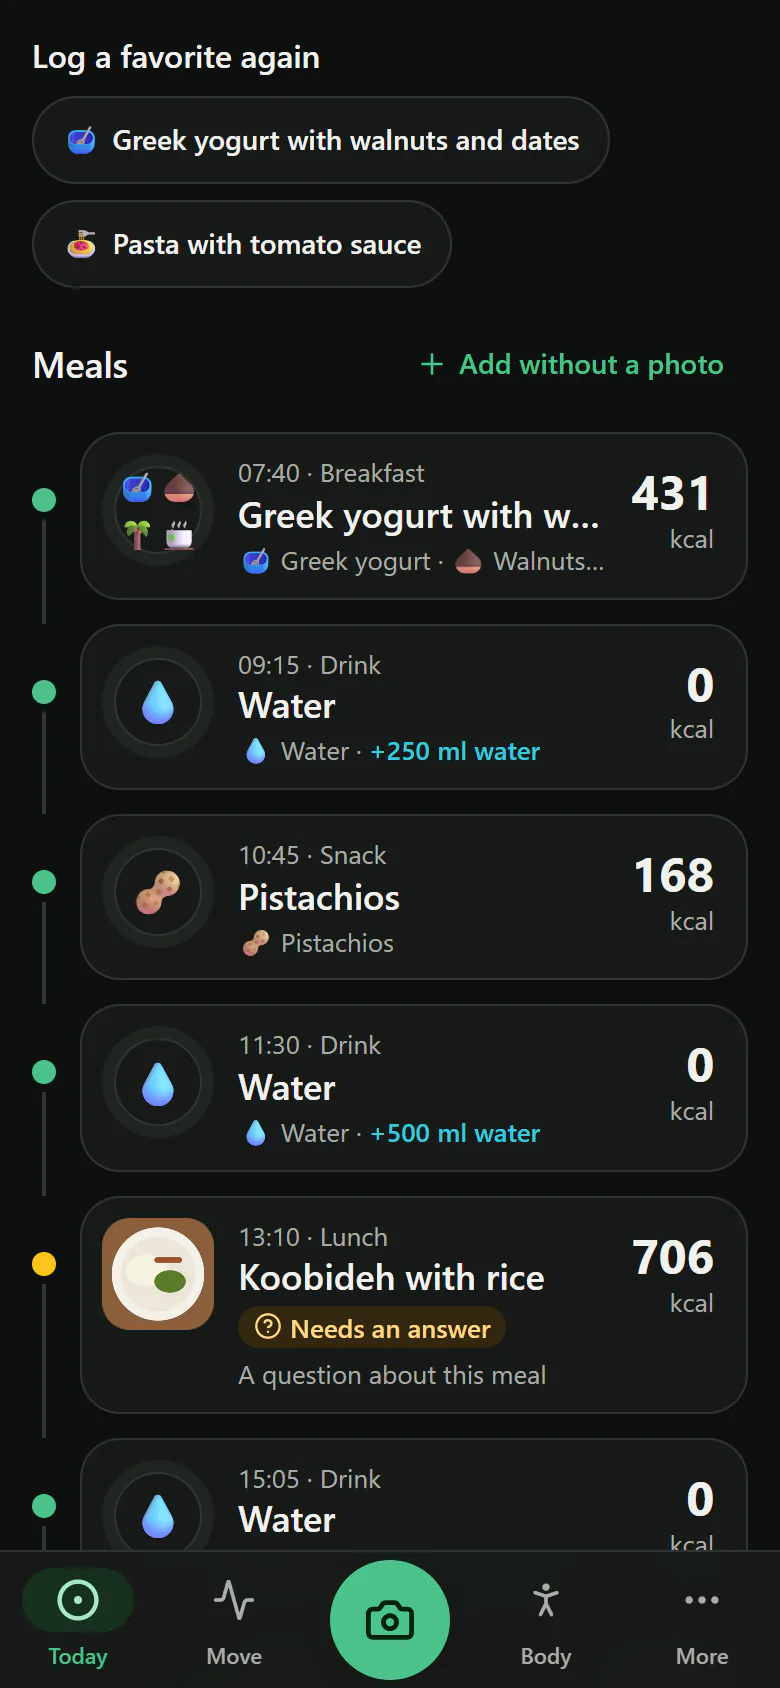 Log a favorite again
Greek yogurt with walnuts and dates
Pasta with tomato sauce
Meals
+ Add without a photo
07:40 · Breakfast
Greek yogurt with w...
Greek yogurt · Walnuts...
431
kcal
09:15 · Drink
Water
Water · +250 ml water
0
kcal
10:45 · Snack
Pistachios
Pistachios
168
kcal
11:30 · Drink
Water
Water · +500 ml water
0
kcal
13:10 · Lunch
Koobideh with rice
Needs an answer
A question about this meal
706
kcal
15:05 · Drink
Water
0
kcal
Today
Move
Body
More